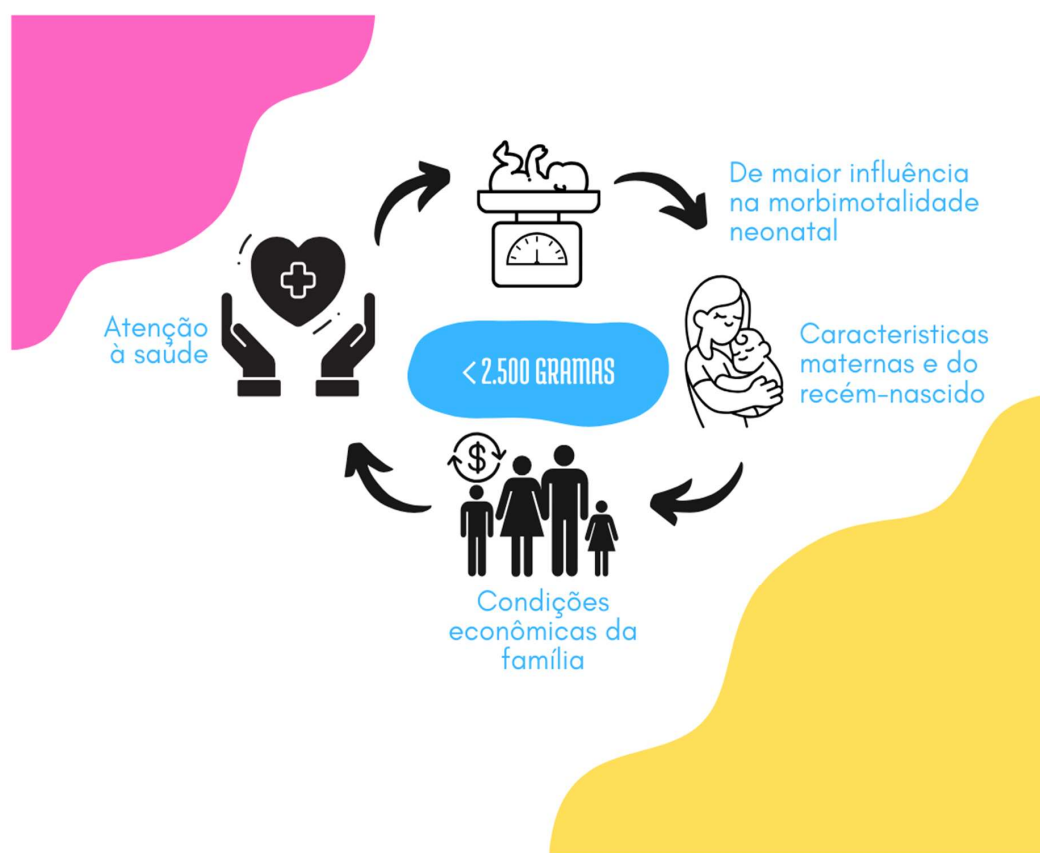 De maior influência
na morbimotalidade
neonatal
Atenção
à saúde
Caracteristicas
maternas e do
recém-nascido
< 2.500 GRAMAS
$
Condições
econômicas da
família